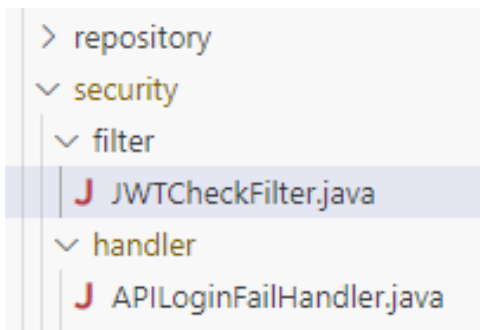 repository
security
filter
J JWTCheckFilter.java
handler
J APILoginFailHandler.java